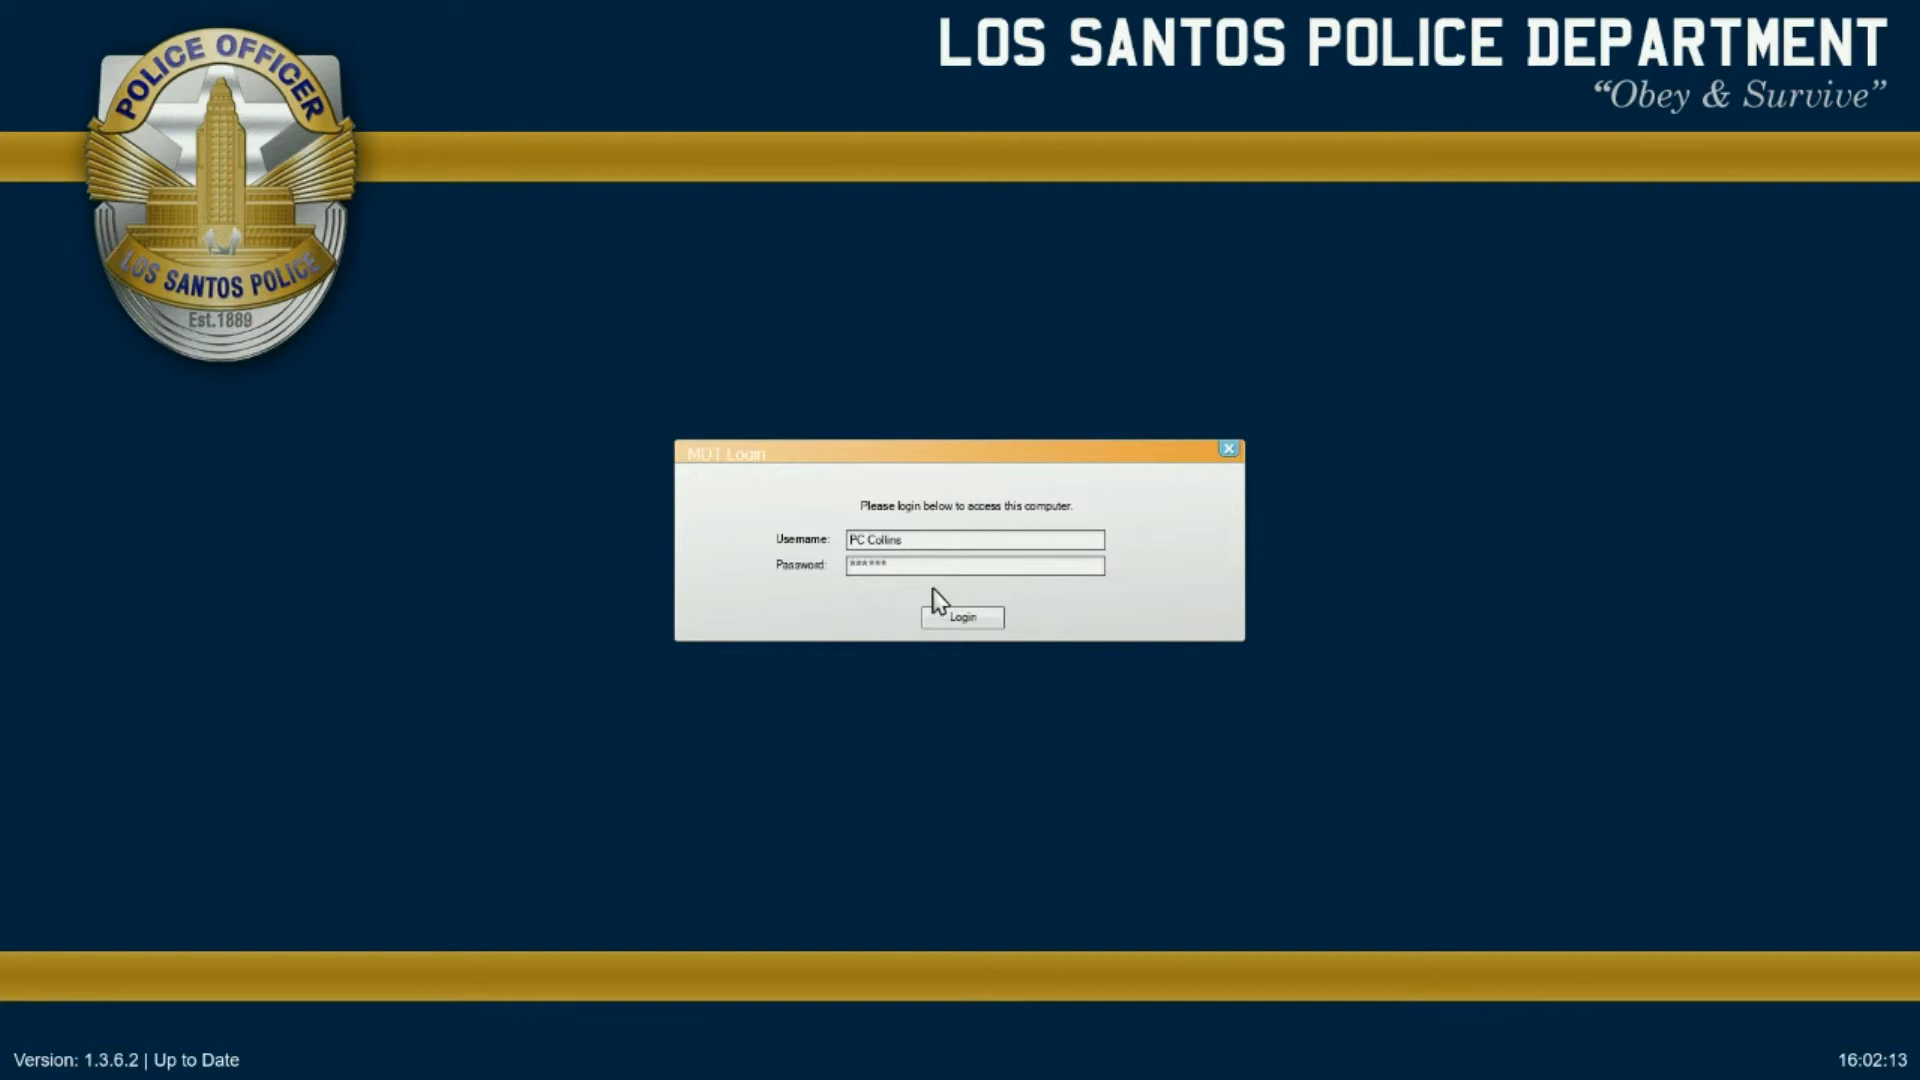 POLICE OFFICER
LOS SANTOS POLICE
Est.1889
LOS SANTOS POLICE DEPARTMENT
“Obey & Survive”
MDT Login
Please login below to access this computer.
Username: PC Collins
Password: ******
Login
Version: 1.3.6.2 | Up to Date
16:02:13